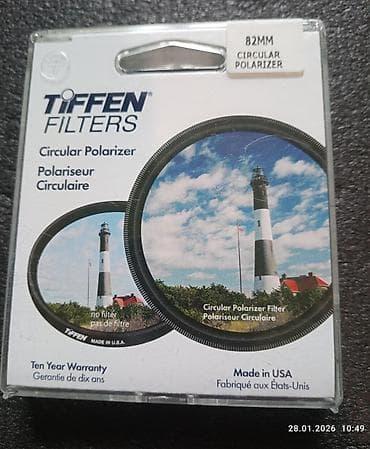 82MM
CIRCULAR
POLARIZER
TIFFEN®
FILTERS
Circular Polarizer
Polariseur
Circulaire
no filter
pas de filtre
TIFFEN MADE IN U.S.A.
Circular Polarizer Filter
Polariseur Circulaire
Ten Year Warranty
Garantie de dix ans
Made in USA
Fabriqué aux États-Unis
28.01.2026 10:49